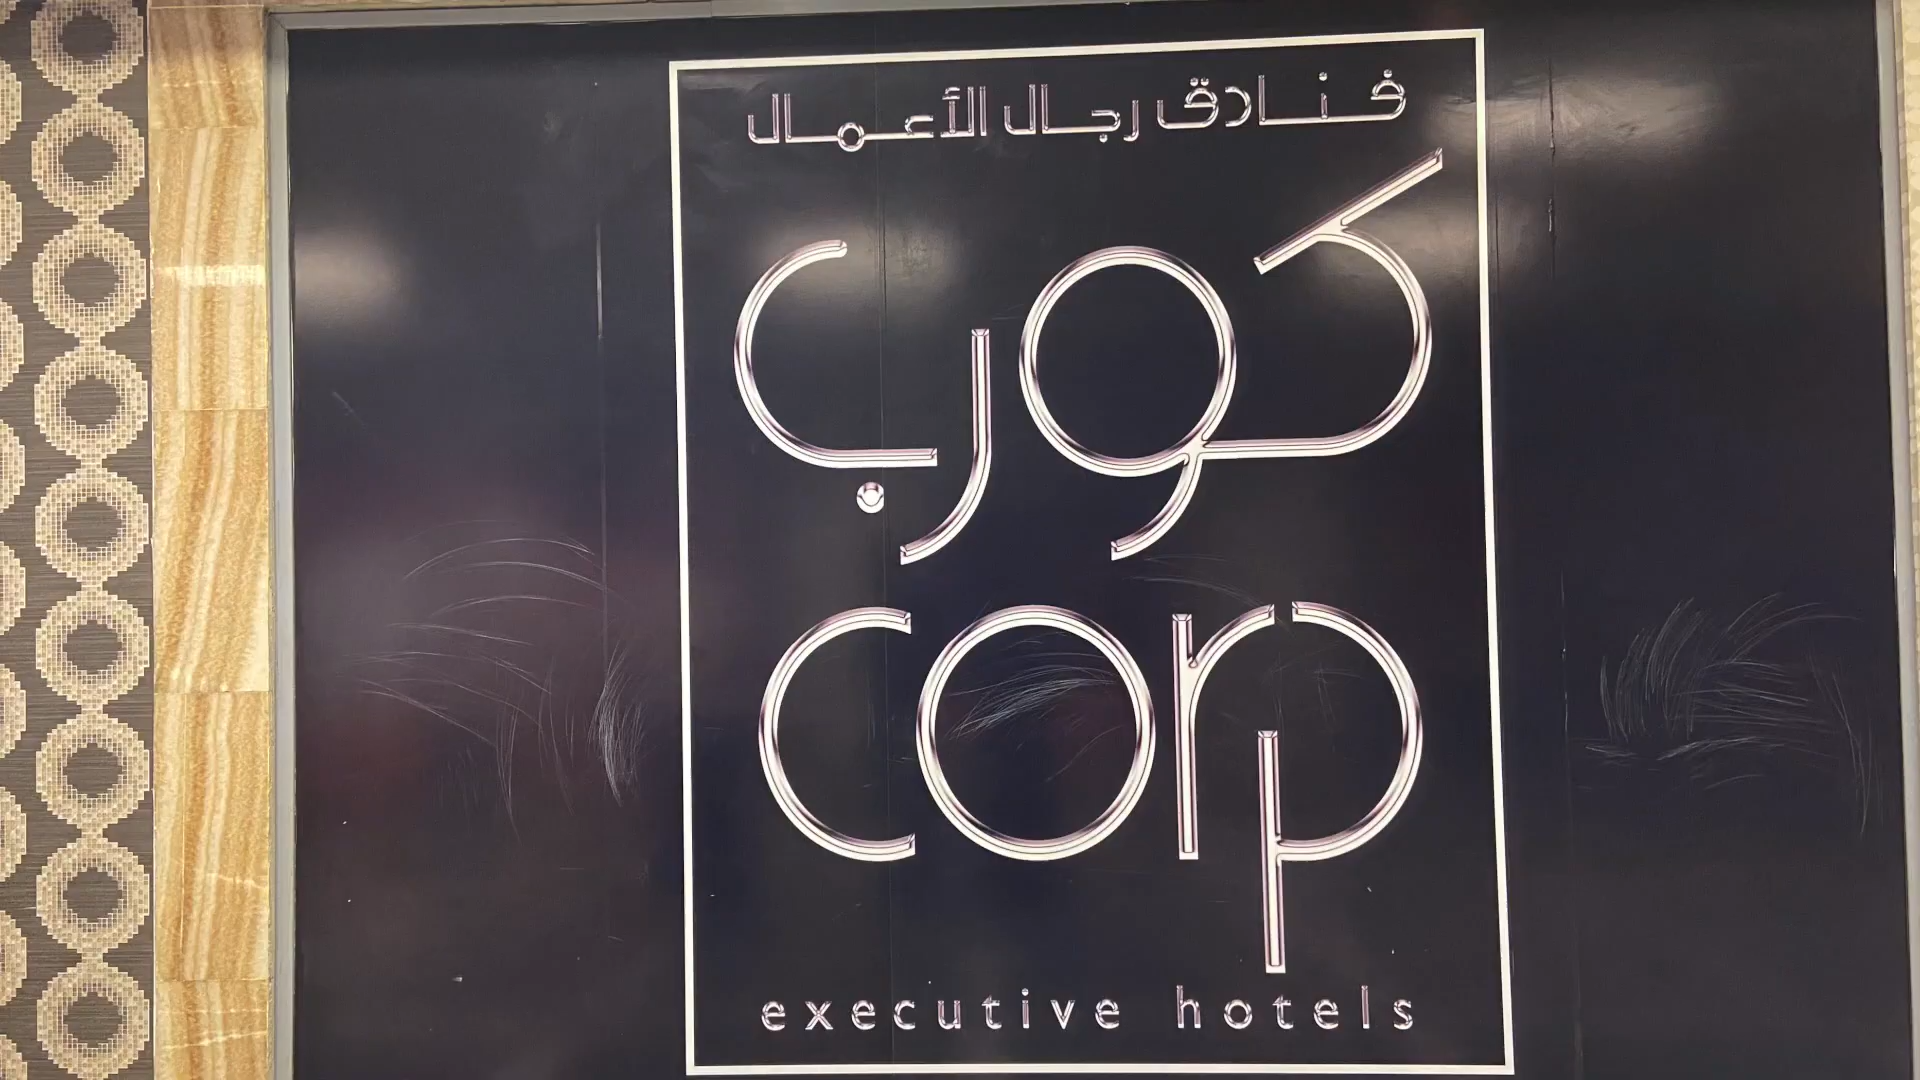 فنادق رجال الأعمال
كورب
corp
executive hotels